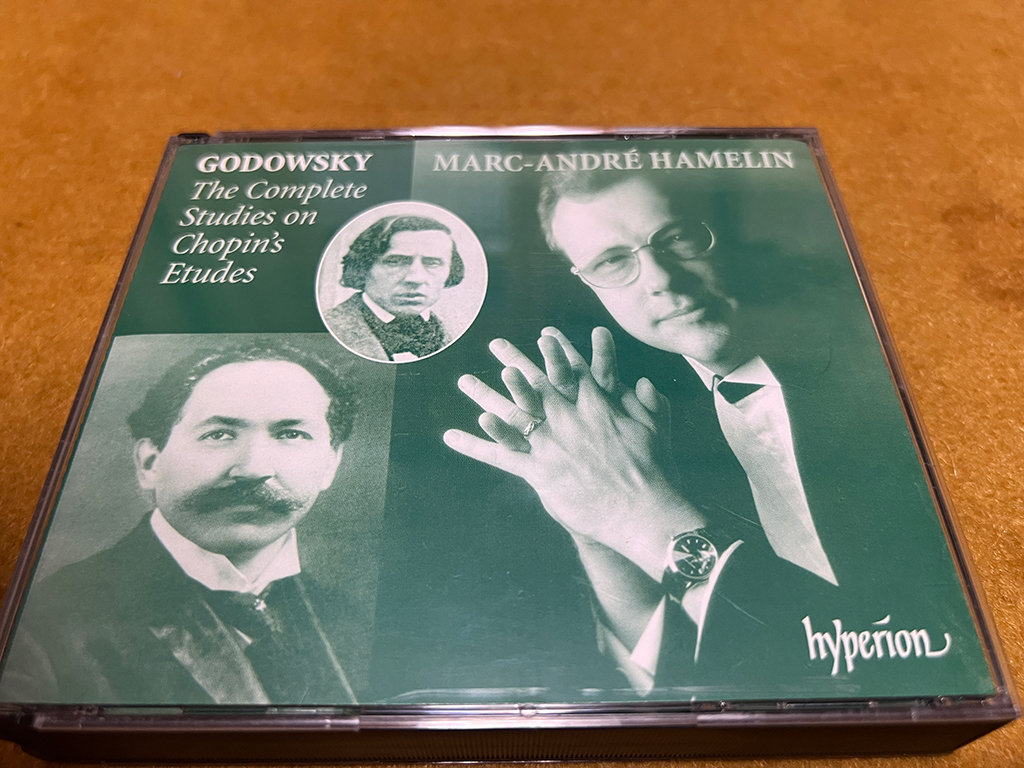 GODOWSKY
The Complete
Studies on
Chopin's
Etudes
MARC-ANDRÉ HAMELIN
hyperion